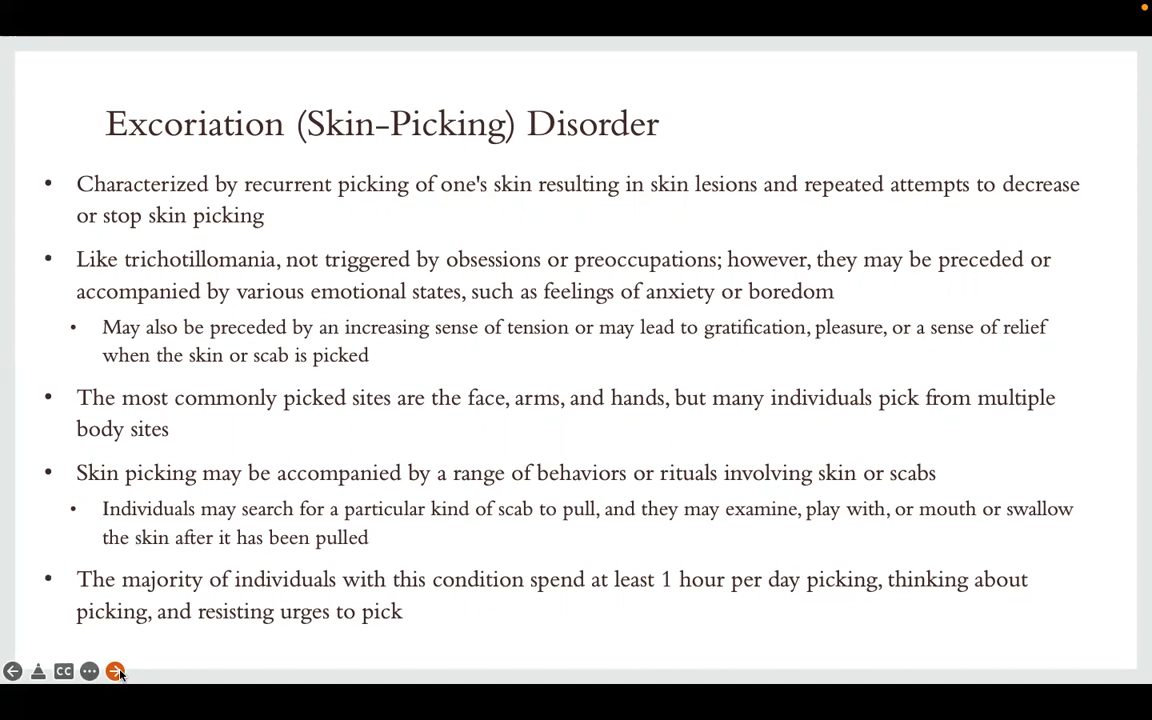 Excoriation (Skin-Picking) Disorder
• Characterized by recurrent picking of one's skin resulting in skin lesions and repeated attempts to decrease
or stop skin picking
• Like trichotillomania, not triggered by obsessions or preoccupations; however, they may be preceded or
accompanied by various emotional states, such as feelings of anxiety or boredom
• May also be preceded by an increasing sense of tension or may lead to gratification, pleasure, or a sense of relief
when the skin or scab is picked
• The most commonly picked sites are the face, arms, and hands, but many individuals pick from multiple
body sites
• Skin picking may be accompanied by a range of behaviors or rituals involving skin or scabs
• Individuals may search for a particular kind of scab to pull, and they may examine, play with, or mouth or swallow
the skin after it has been pulled
• The majority of individuals with this condition spend at least 1 hour per day picking, thinking about
picking, and resisting urges to pick
CC